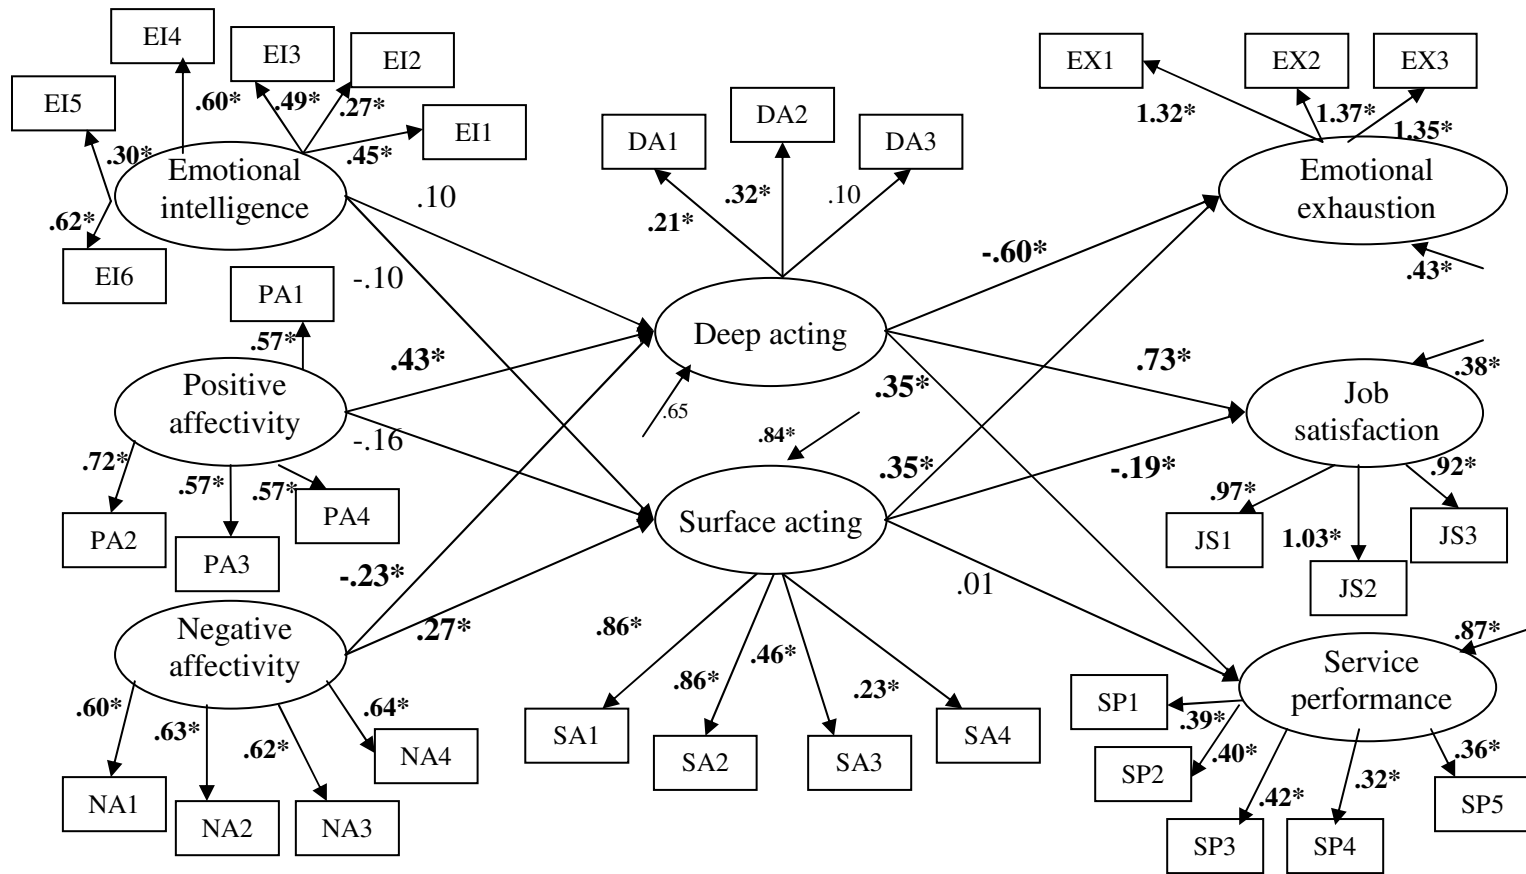 EI4
EI3
EI2
EI5
EI1
.60*
.49*
.27*
.30*
.45*
Emotional
intelligence
.62*
EI6
.10
-.10
PA1
.57*
Positive
affectivity
.43*
-.16
.72*
.57*
.57*
PA2
PA3
PA4
-.23*
Negative
affectivity
.27*
.60*
.63*
.62*
.64*
NA1
NA2
NA3
NA4
DA1
DA2
DA3
.21*
.32*
.10
Deep acting
.65
.84*
Surface acting
.86*
.86*
.46*
.23*
SA1
SA2
SA3
SA4
-.60*
.73*
.35*
.35*
-.19*
.01
EX1
EX2
EX3
1.32*
1.37*
1.35*
Emotional
exhaustion
.43*
.38*
Job
satisfaction
.97*
1.03*
.92*
JS1
JS2
JS3
.87*
Service
performance
SP1
.39*
SP2
.40*
.42*
.32*
.36*
SP3
SP4
SP5